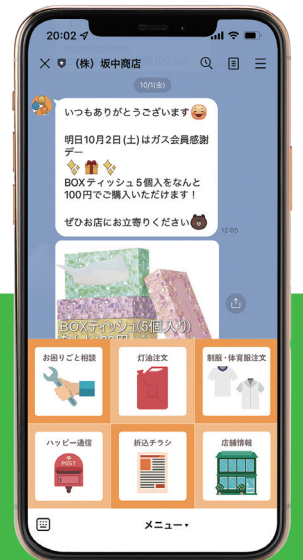 20:02
(株) 坂中商店
10/1(金)
いつもありがとうございます
明日10月2日(土)はガス会員感謝
デー
BOXティッシュ5個入をなんと
100円でご購入いただけます!
ぜひお店にお立寄りください
12:05
BOXティッシュ(5個入り)
お困りごと相談
灯油注文
制服・体育服注文
ハッピー通信
折込チラシ
店舗情報
POST
メニュー▾